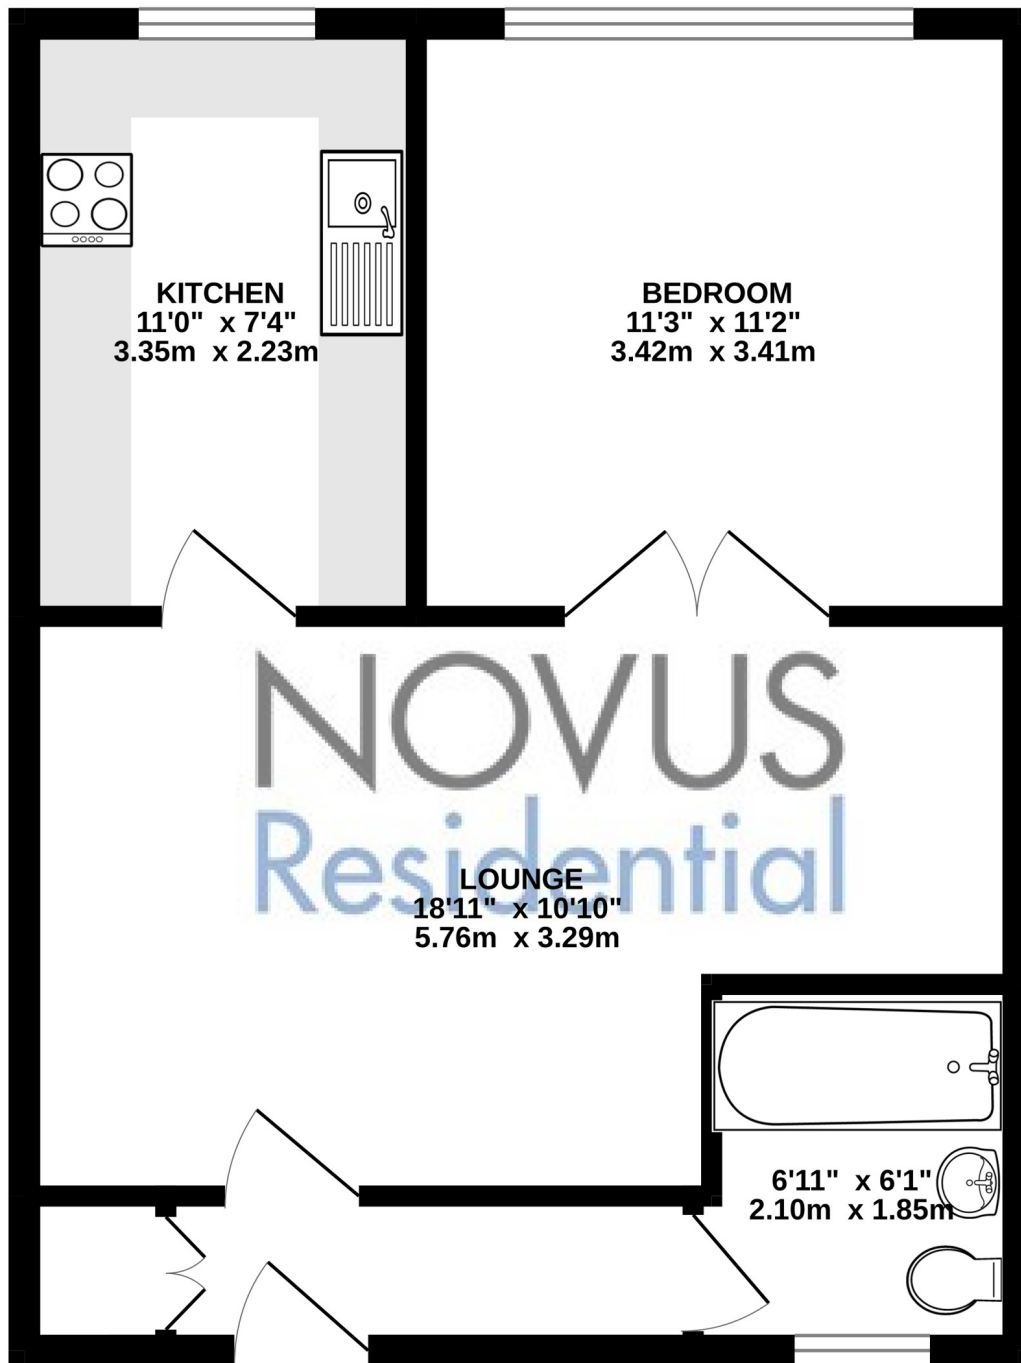 KITCHEN
11'0" x 7'4"
3.35m x 2.23m
BEDROOM
11'3" x 11'2"
3.42m x 3.41m
NOVUS
Residential
LOUNGE
18'11" x 10'10"
5.76m x 3.29m
6'11" x 6'1"
2.10m x 1.85m